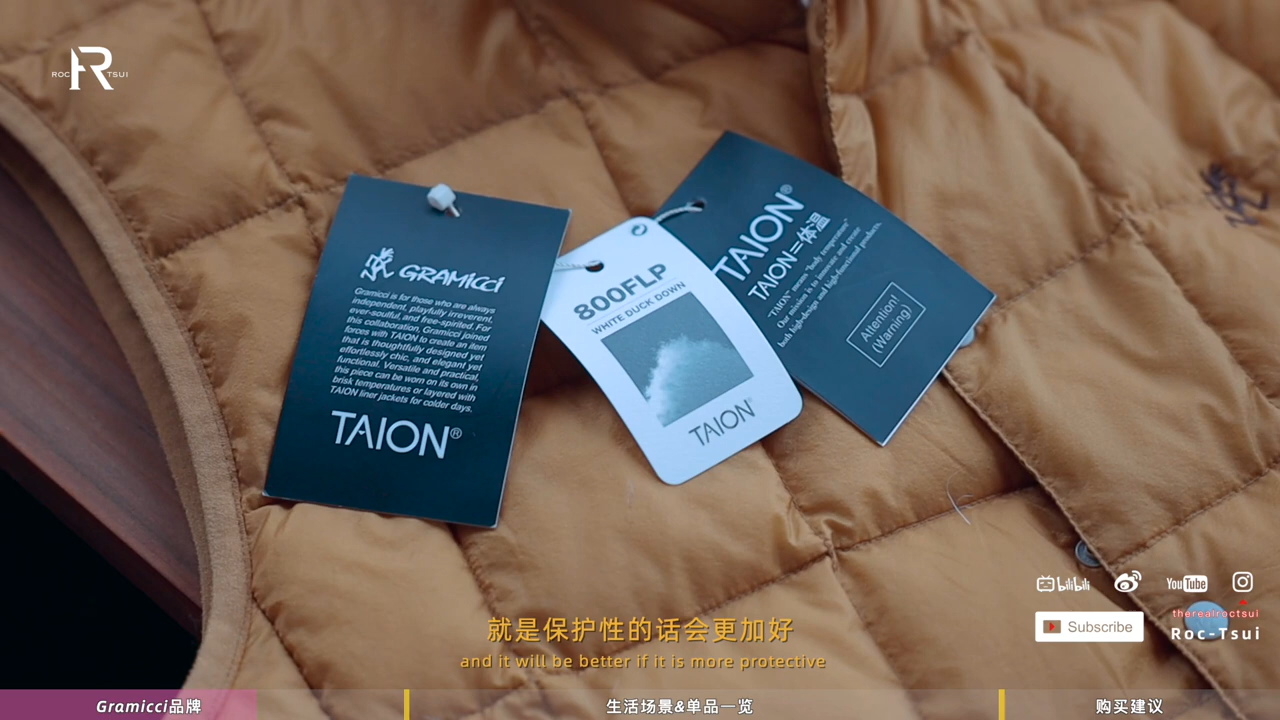 ROC R TSUI
GRAMICCI
Gramicci is for those who are always
independent, playfully irreverent,
ever-soulful, and free-spirited. For
this collaboration, Gramicci joined
forces with TAION to create an item
that is thoughtfully designed yet
effortlessly chic, and elegant yet
functional. Versatile and practical,
this piece can be worn on its own in
brisk temperatures or layered with
TAION liner jackets for colder days.
TAION®
800FLP
WHITE DUCK DOWN
TAION®
TAION®
TAION=体温
"TAION" means "body temperature"
Our mission is to innovate and create
both high-design and high-functional products.
Attention!
(Warning)
bilibili
YouTube
therealroctsui
Subscribe
Roc-Tsui
就是保护性的话会更加好
and it will be better if it is more protective
Gramicci品牌
生活场景&单品一览
购买建议